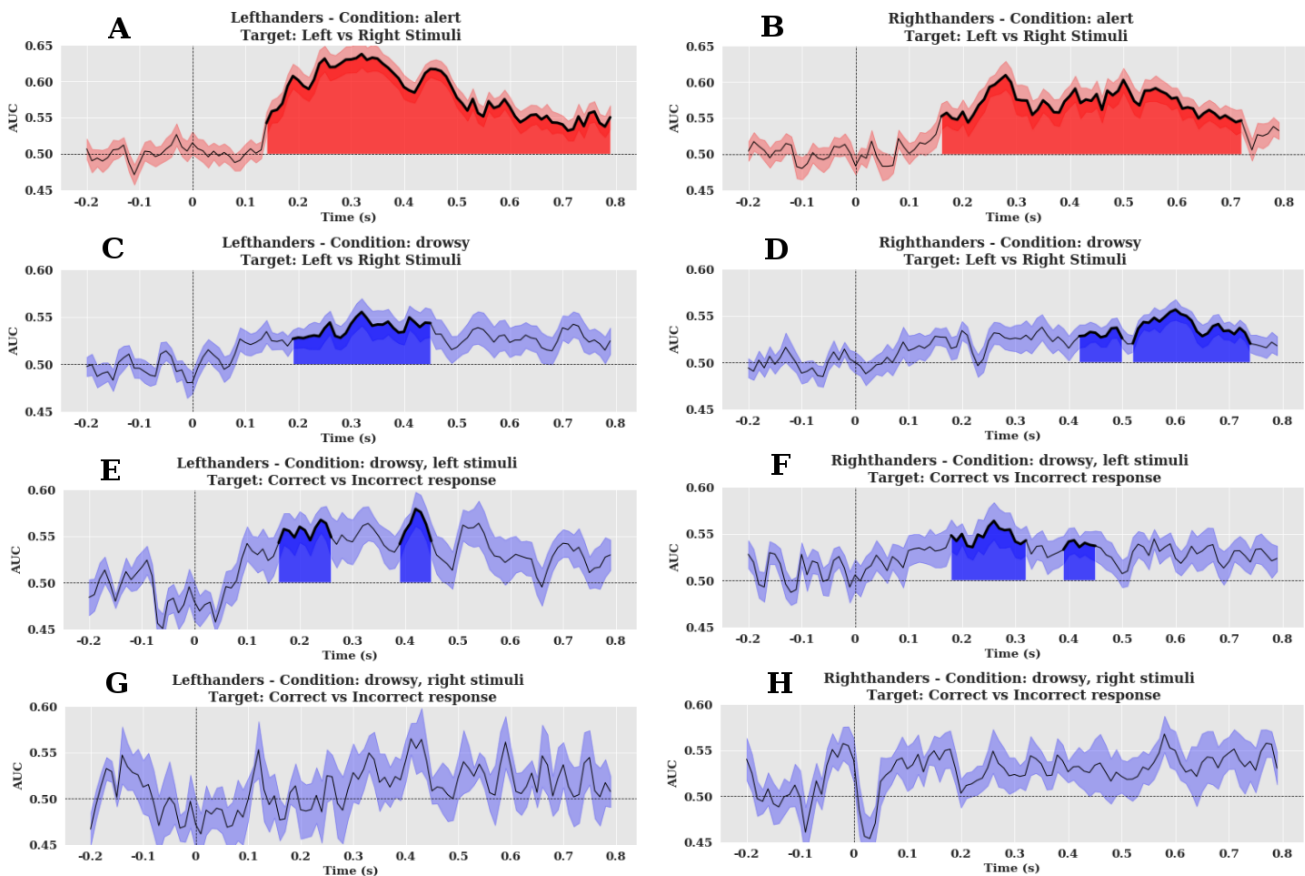 A
Lefthanders - Condition: alert
Target: Left vs Right Stimuli
0.65
0.60
0.55
0.50
0.45
AUC
-0.2 -0.1 0 0.1 0.2 0.3 0.4 0.5 0.6 0.7 0.8
Time (s)
B
Righthanders - Condition: alert
Target: Left vs Right Stimuli
0.65
0.60
0.55
0.50
0.45
AUC
-0.2 -0.1 0 0.1 0.2 0.3 0.4 0.5 0.6 0.7 0.8
Time (s)
C
Lefthanders - Condition: drowsy
Target: Left vs Right Stimuli
0.60
0.55
0.50
0.45
AUC
-0.2 -0.1 0 0.1 0.2 0.3 0.4 0.5 0.6 0.7 0.8
Time (s)
D
Righthanders - Condition: drowsy
Target: Left vs Right Stimuli
0.60
0.55
0.50
0.45
AUC
-0.2 -0.1 0 0.1 0.2 0.3 0.4 0.5 0.6 0.7 0.8
Time (s)
E
Lefthanders - Condition: drowsy, left stimuli
Target: Correct vs Incorrect response
0.60
0.55
0.50
0.45
AUC
-0.2 -0.1 0 0.1 0.2 0.3 0.4 0.5 0.6 0.7 0.8
Time (s)
F
Righthanders - Condition: drowsy, left stimuli
Target: Correct vs Incorrect response
0.60
0.55
0.50
0.45
AUC
-0.2 -0.1 0 0.1 0.2 0.3 0.4 0.5 0.6 0.7 0.8
Time (s)
G
Lefthanders - Condition: drowsy, right stimuli
Target: Correct vs Incorrect response
0.60
0.55
0.50
0.45
AUC
-0.2 -0.1 0 0.1 0.2 0.3 0.4 0.5 0.6 0.7 0.8
Time (s)
H
Righthanders - Condition: drowsy, right stimuli
Target: Correct vs Incorrect response
0.60
0.55
0.50
0.45
AUC
-0.2 -0.1 0 0.1 0.2 0.3 0.4 0.5 0.6 0.7 0.8
Time (s)